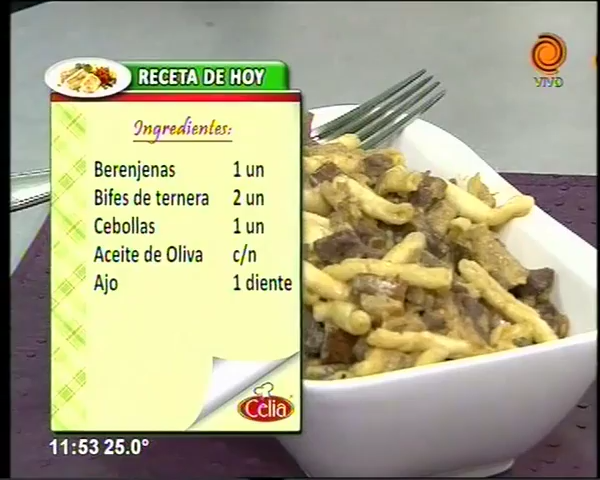 RECETA DE HOY
VIVO
Ingredientes:
Berenjenas 1 un
Bifes de ternera 2 un
Cebollas 1 un
Aceite de Oliva c/n
Ajo 1 diente
Celia
11:53 25.0°